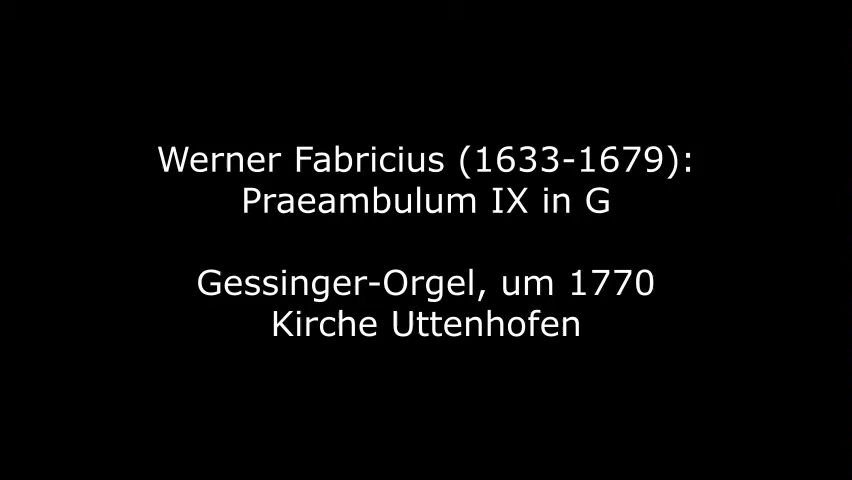 Werner Fabricius (1633-1679):
Praeambulum IX in G
Gessinger-Orgel, um 1770
Kirche Uttenhofen